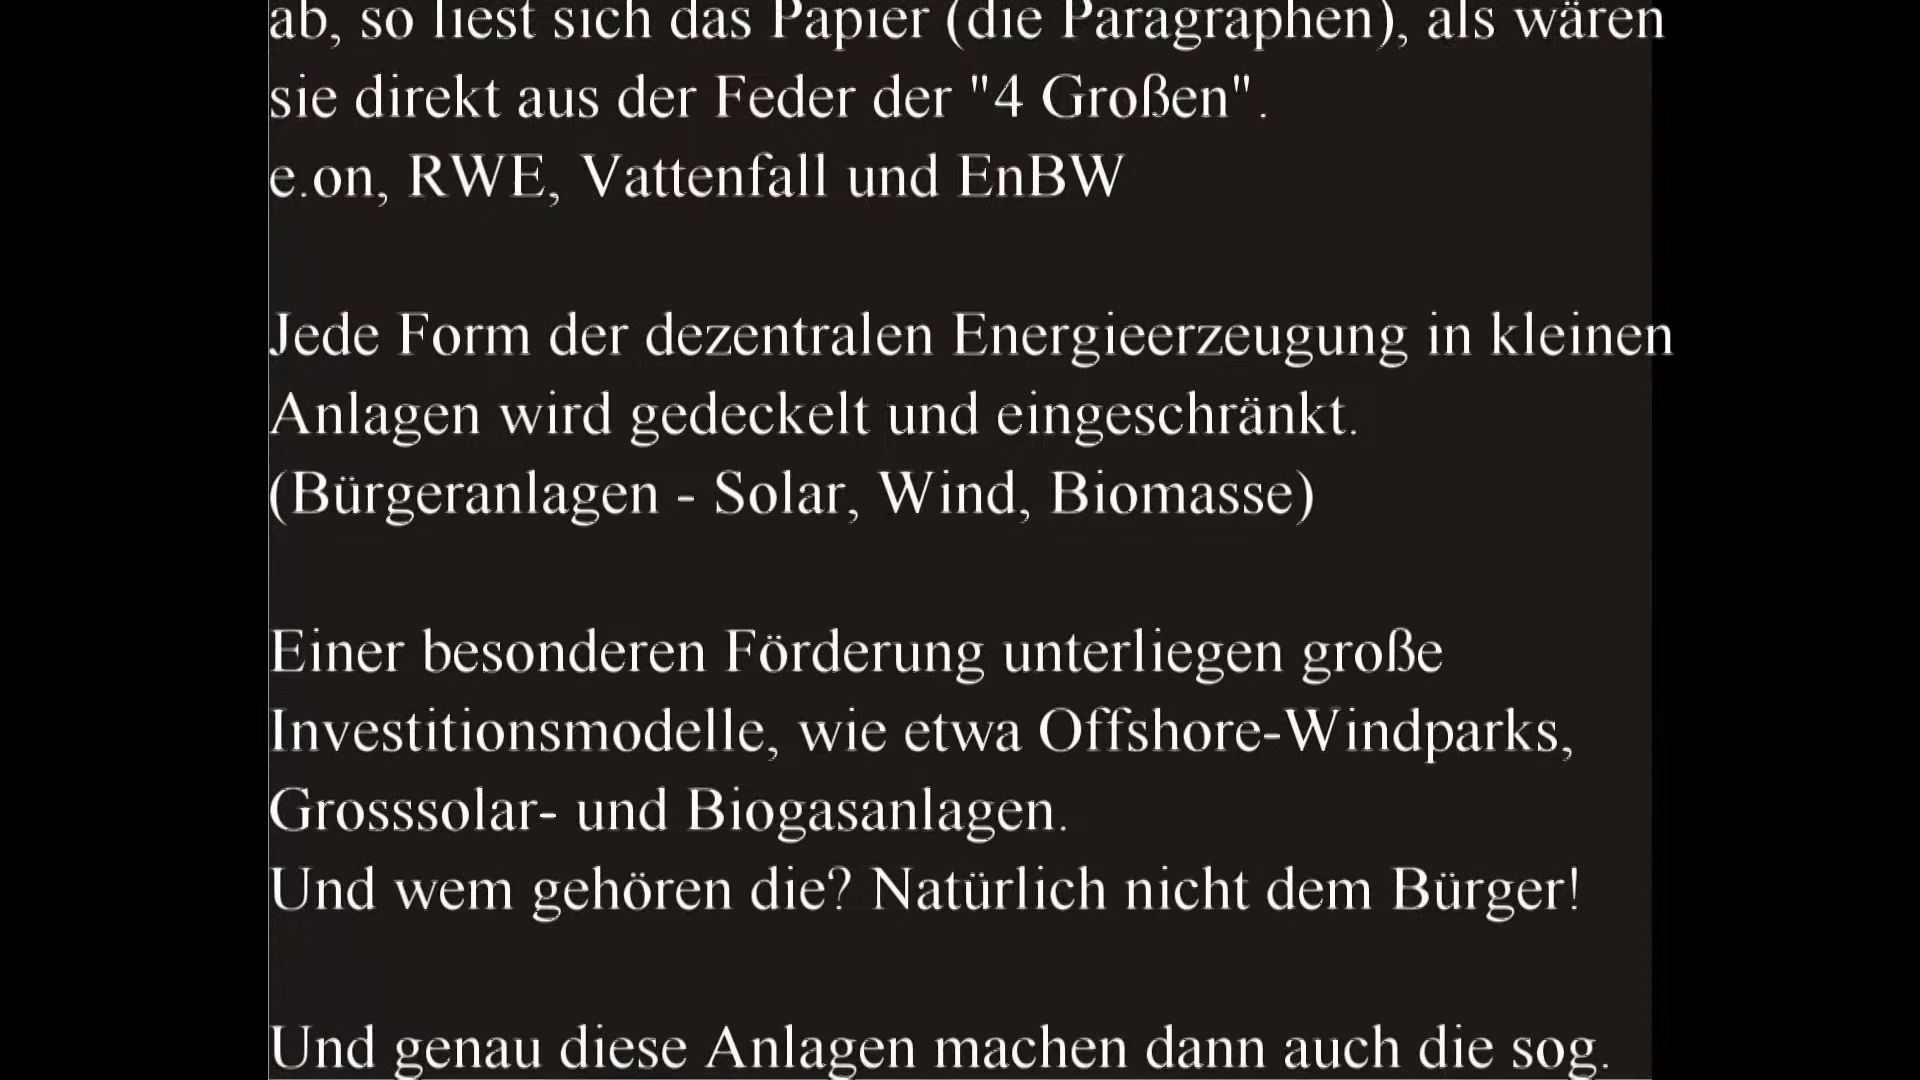 ab, so liest sich das Papier (die Paragraphen), als wären
sie direkt aus der Feder der "4 Großen".
e.on, RWE, Vattenfall und EnBW
Jede Form der dezentralen Energieerzeugung in kleinen
Anlagen wird gedeckelt und eingeschränkt.
(Bürgeranlagen - Solar, Wind, Biomasse)
Einer besonderen Förderung unterliegen große
Investitionsmodelle, wie etwa Offshore-Windparks,
Grosssolar- und Biogasanlagen.
Und wem gehören die? Natürlich nicht dem Bürger!
Und genau diese Anlagen machen dann auch die sog.